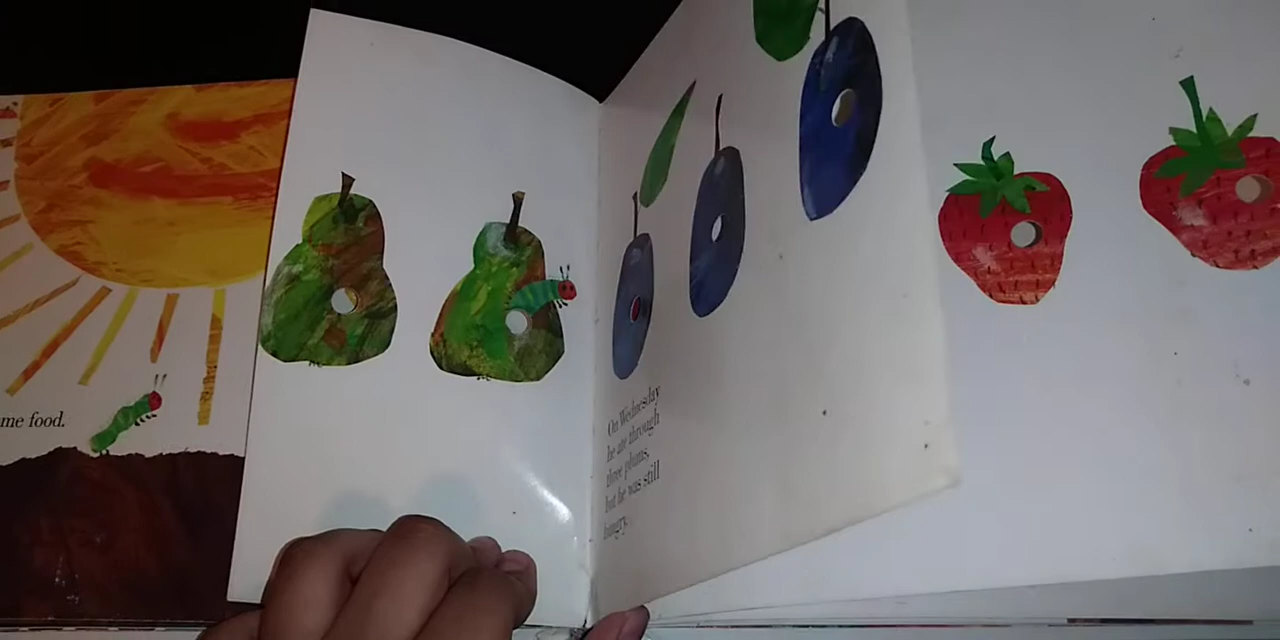 me food.
On Wednesday
he ate through
three plums,
but he was still
hungry.